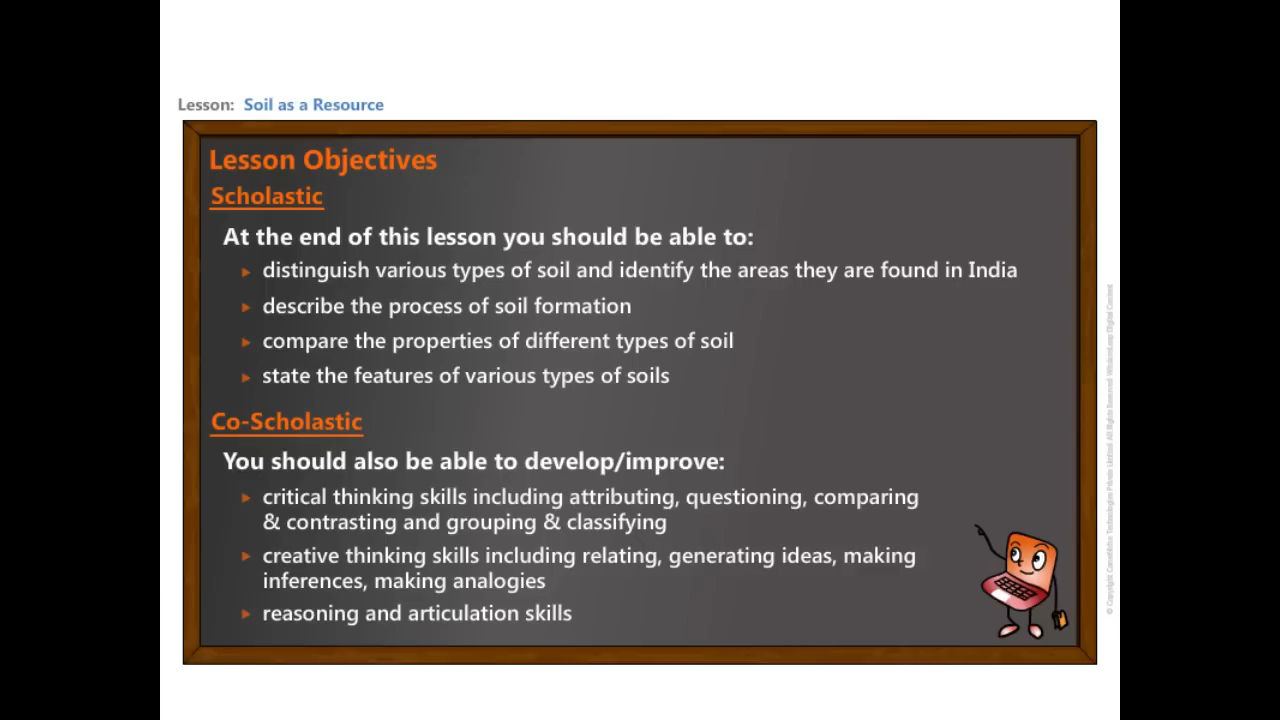 Lesson: Soil as a Resource
Lesson Objectives
Scholastic
At the end of this lesson you should be able to:
distinguish various types of soil and identify the areas they are found in India
describe the process of soil formation
compare the properties of different types of soil
state the features of various types of soils
Co-Scholastic
You should also be able to develop/improve:
critical thinking skills including attributing, questioning, comparing
& contrasting and grouping & classifying
creative thinking skills including relating, generating ideas, making
inferences, making analogies
reasoning and articulation skills